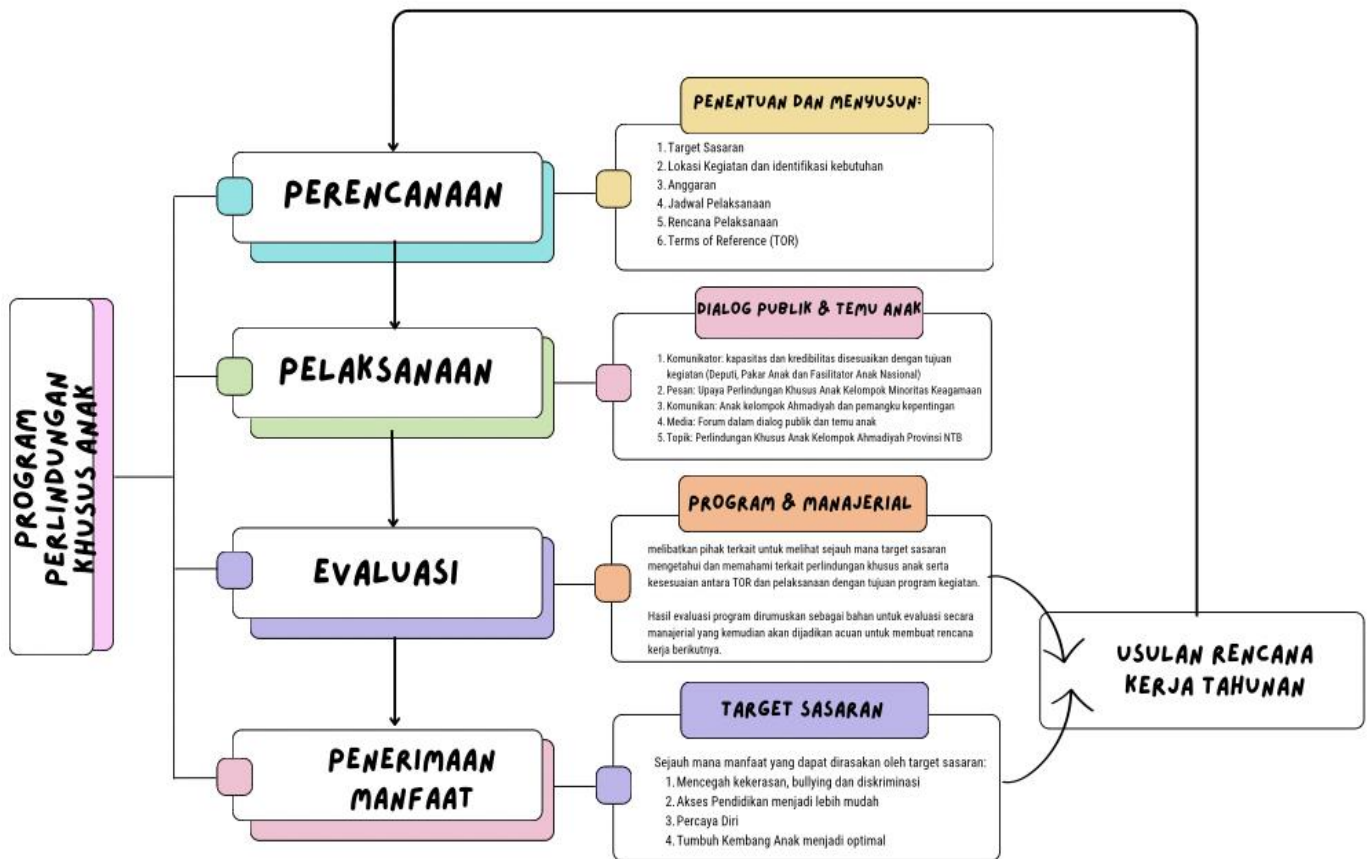 PROGRAM
PERLINDUNGAN
KHUSUS ANAK
PERENCANAAN
PENENTUAN DAN MENYUSUN:
1. Target Sasaran
2. Lokasi Kegiatan dan identifikasi kebutuhan
3. Anggaran
4. Jadwal Pelaksanaan
5. Rencana Pelaksanaan
6. Terms of Reference (TOR)
PELAKSANAAN
DIALOG PUBLIK & TEMU ANAK
1. Komunikator: kapasitas dan kredibilitas disesuaikan dengan tujuan
kegiatan (Deputi, Pakar Anak dan Fasilitator Anak Nasional)
2. Pesan: Upaya Perlindungan Khusus Anak Kelompok Minoritas Keagamaan
3. Komunikan: Anak kelompok Ahmadiyah dan pemangku kepentingan
4. Media: Forum dalam dialog publik dan temu anak
5. Topik: Perlindungan Khusus Anak Kelompok Ahmadiyah Provinsi NTB
EVALUASI
PROGRAM & MANAJERIAL
melibatkan pihak terkait untuk melihat sejauh mana target sasaran
mengetahui dan memahami terkait perlindungan khusus anak serta
kesesuaian antara TOR dan pelaksanaan dengan tujuan program kegiatan.
Hasil evaluasi program dirumuskan sebagai bahan untuk evaluasi secara
manajerial yang kemudian akan dijadikan acuan untuk membuat rencana
kerja berikutnya.
USULAN RENCANA
KERJA TAHUNAN
PENERIMAAN
MANFAAT
TARGET SASARAN
Sejauh mana manfaat yang dapat dirasakan oleh target sasaran:
1. Mencegah kekerasan, bullying dan diskriminasi
2. Akses Pendidikan menjadi lebih mudah
3. Percaya Diri
4. Tumbuh Kembang Anak menjadi optimal